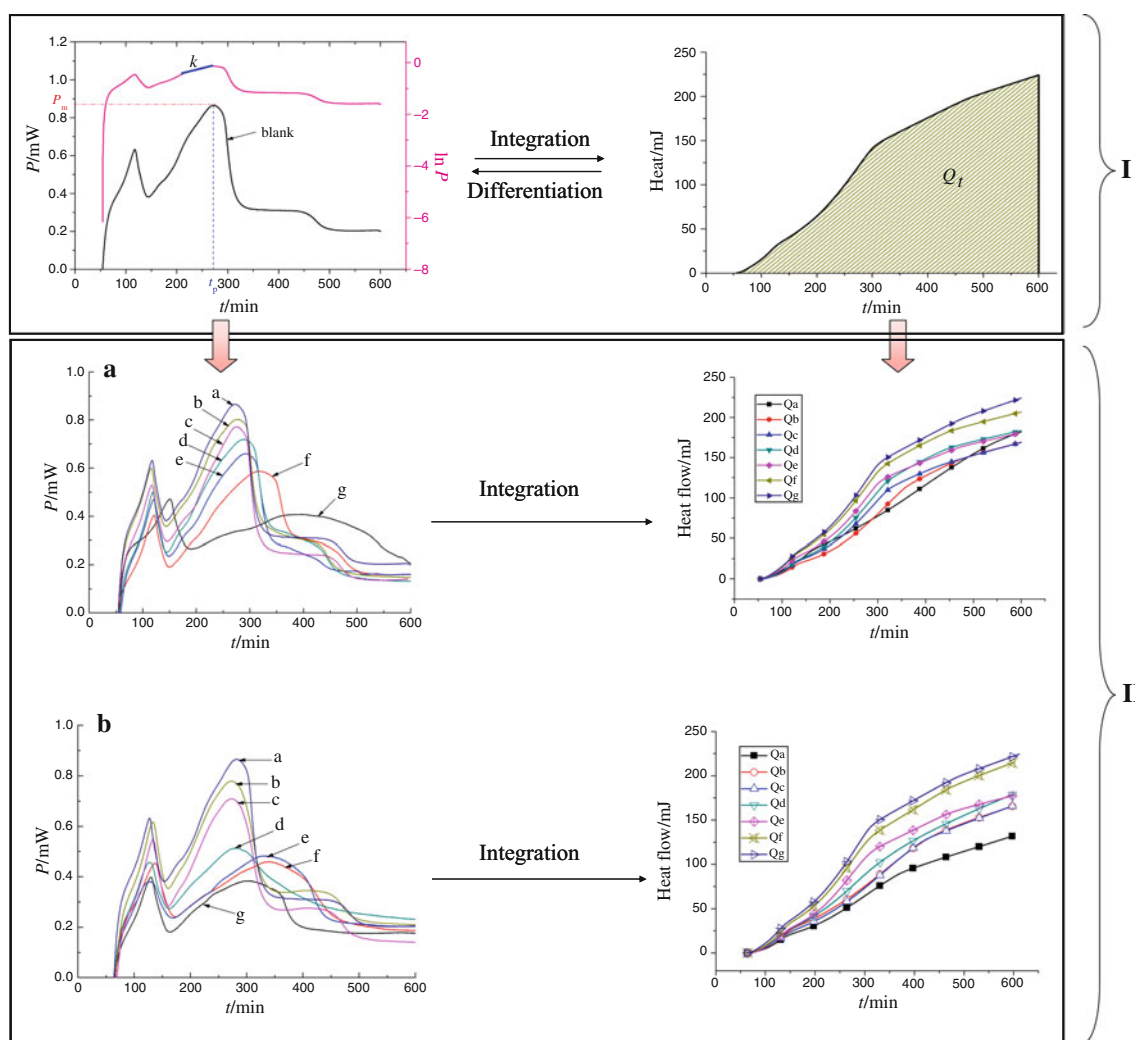 1.2
1.0
0.8
0.6
0.4
0.2
0.0
P/mW
P_m
k
blank
t_p
0
−2
−4
−6
−8
ln P
0 100 200 300 400 500 600
t/min
Integration
Differentiation
250
200
150
100
50
0
Heat/mJ
Q_t
0 100 200 300 400 500 600
t/min
I
a
1.0
0.8
0.6
0.4
0.2
0.0
P/mW
a
b
c
d
e
f
g
0 100 200 300 400 500 600
t/min
Integration
250
200
150
100
50
0
Heat flow/mJ
Qa
Qb
Qc
Qd
Qe
Qf
Qg
0 100 200 300 400 500 600
t/min
b
1.0
0.8
0.6
0.4
0.2
0.0
P/mW
a
b
c
d
e
f
g
0 100 200 300 400 500 600
t/min
Integration
250
200
150
100
50
0
Heat flow/mJ
Qa
Qb
Qc
Qd
Qe
Qf
Qg
0 100 200 300 400 500 600
t/min